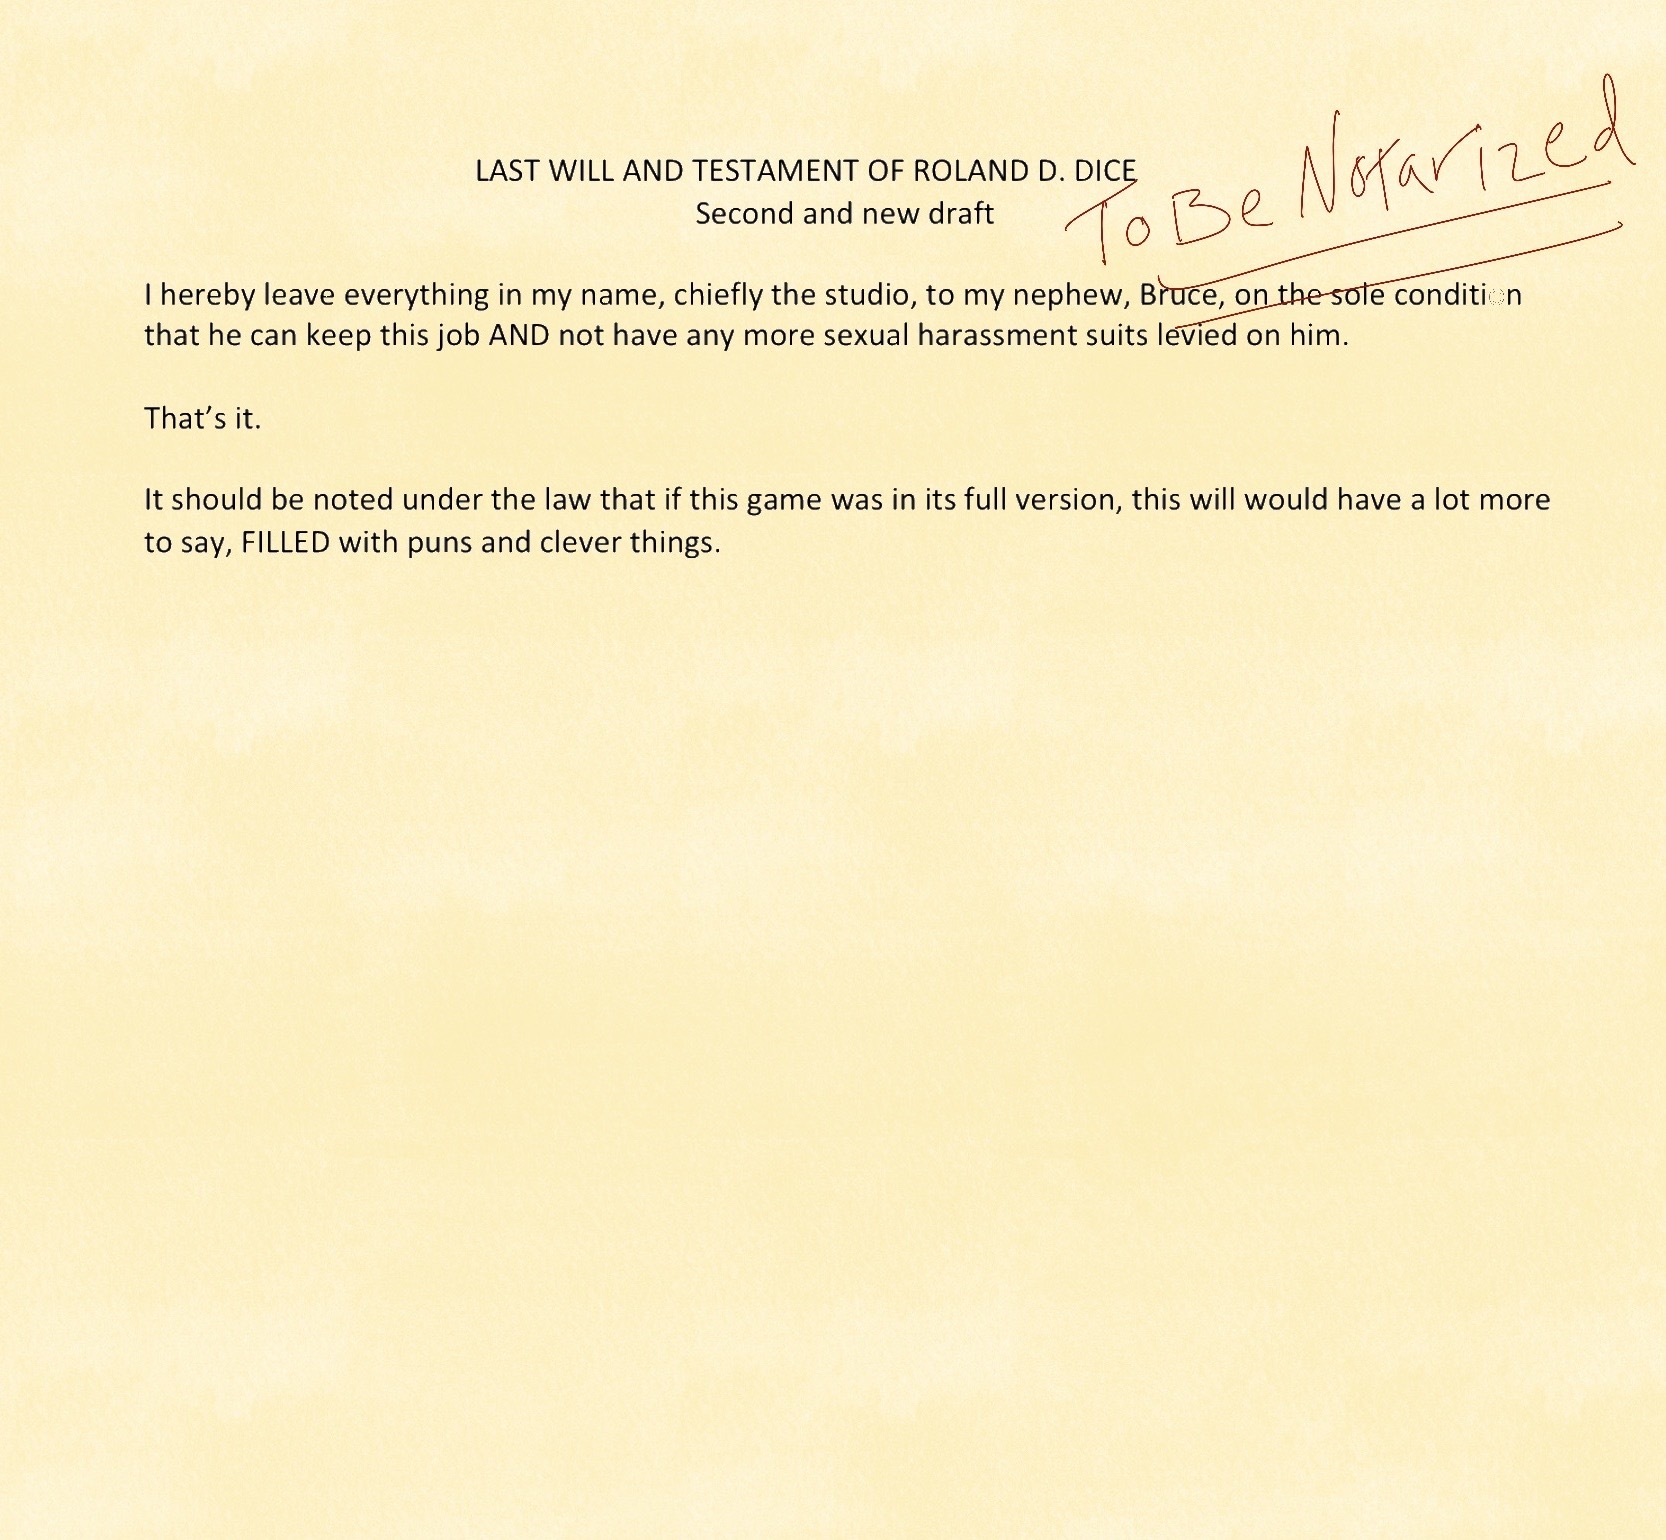 LAST WILL AND TESTAMENT OF ROLAND D. DICE
Second and new draft
To Be Notarized
I hereby leave everything in my name, chiefly the studio, to my nephew, Bruce, on the sole condition
that he can keep this job AND not have any more sexual harassment suits levied on him.
That’s it.
It should be noted under the law that if this game was in its full version, this will would have a lot more
to say, FILLED with puns and clever things.